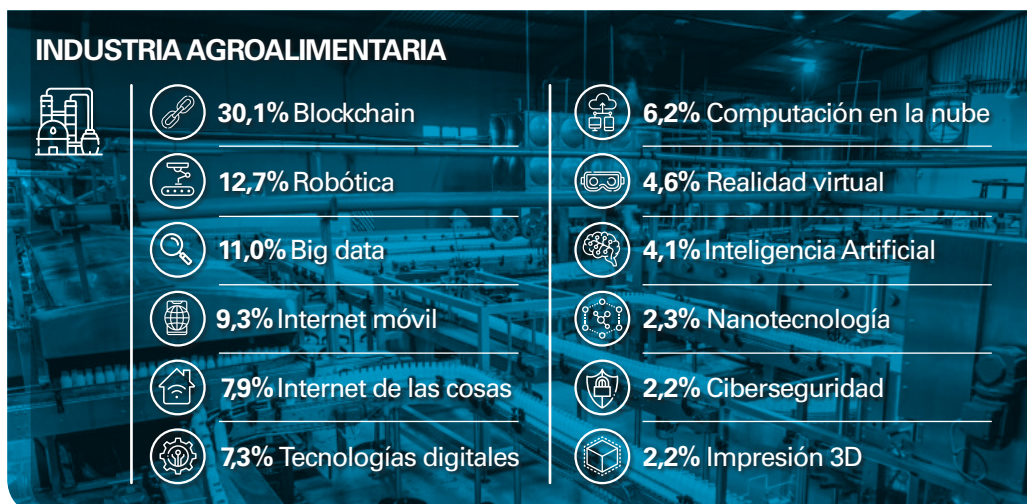 INDUSTRIA AGROALIMENTARIA
30,1% Blockchain
12,7% Robótica
11,0% Big data
9,3% Internet móvil
7,9% Internet de las cosas
7,3% Tecnologías digitales
6,2% Computación en la nube
4,6% Realidad virtual
4,1% Inteligencia Artificial
2,3% Nanotecnología
2,2% Ciberseguridad
2,2% Impresión 3D